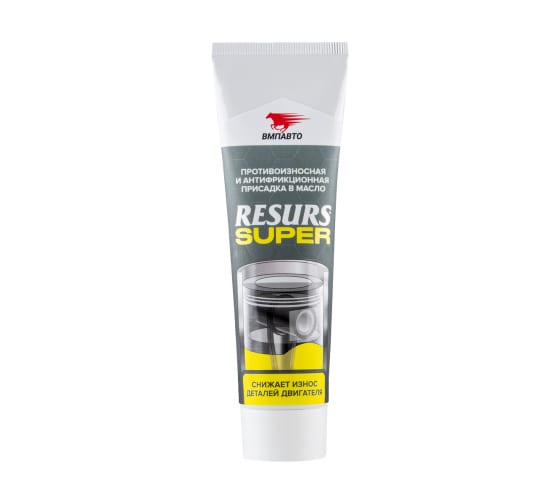 ВМПАВТО
ПРОТИВОИЗНОСНАЯ
И АНТИФРИКЦИОННАЯ
ПРИСАДКА В МАСЛО
RESURS
SUPER
СНИЖАЕТ ИЗНОС
ДЕТАЛЕЙ ДВИГАТЕЛЯ